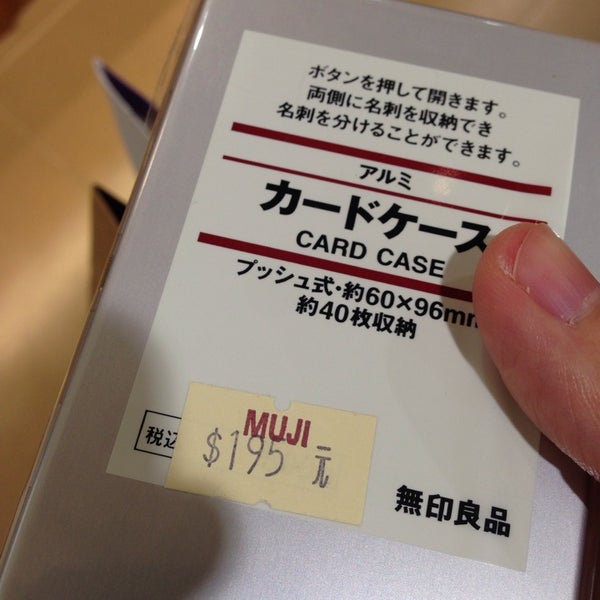 ボタンを押して開きます。
両側に名刺を収納でき
名刺を分けることができます。
アルミ
カードケース
CARD CASE
プッシュ式・約60×96mm
約40枚収納
MUJI
税込
$195 元
無印良品